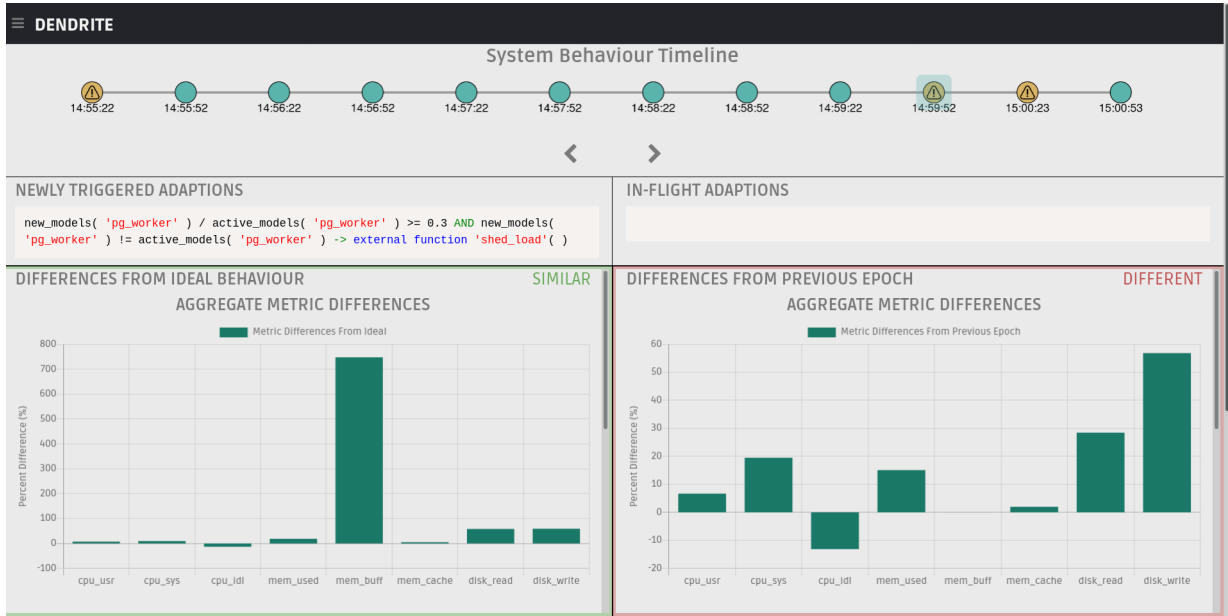 DENDRITE
System Behaviour Timeline
14:55:22 14:55:52 14:56:22 14:56:52 14:57:22 14:57:52 14:58:22 14:58:52 14:59:22 14:59:52 15:00:23 15:00:53
NEWLY TRIGGERED ADAPTIONS
new_models( 'pg_worker' ) / active_models( 'pg_worker' ) >= 0.3 AND new_models(
'pg_worker' ) != active_models( 'pg_worker' ) -> external function 'shed_load'( )
IN-FLIGHT ADAPTIONS
DIFFERENCES FROM IDEAL BEHAVIOUR SIMILAR
AGGREGATE METRIC DIFFERENCES
Metric Differences From Ideal
Percent Difference (%)
800
700
600
500
400
300
200
100
0
-100
cpu_usr cpu_sys cpu_idl mem_used mem_buff mem_cache disk_read disk_write
DIFFERENCES FROM PREVIOUS EPOCH DIFFERENT
AGGREGATE METRIC DIFFERENCES
Metric Differences From Previous Epoch
Percent Difference (%)
60
50
40
30
20
10
0
-10
-20
cpu_usr cpu_sys cpu_idl mem_used mem_buff mem_cache disk_read disk_write